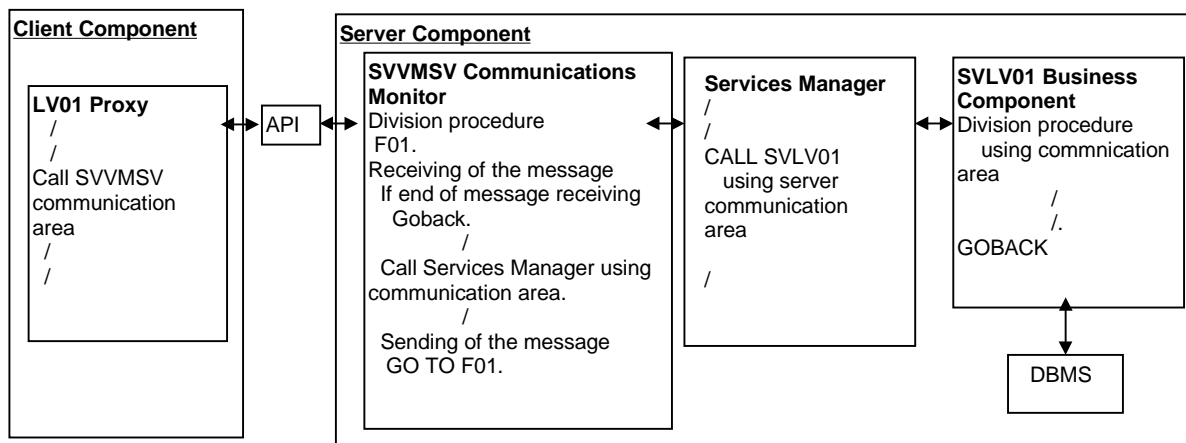 Client Component
LV01 Proxy
/
/
Call SVVMSV
communication
area
/
/
API
Server Component
SVVMSV Communications
Monitor
Division procedure
F01.
Receiving of the message
If end of message receiving
Goback.
/
Call Services Manager using
communication area.
/
Sending of the message
GO TO F01.
Services Manager
/
/
CALL SVLV01
using server
communication
area
/
SVLV01 Business
Component
Division procedure
using commnication
area
/
/.
GOBACK
DBMS